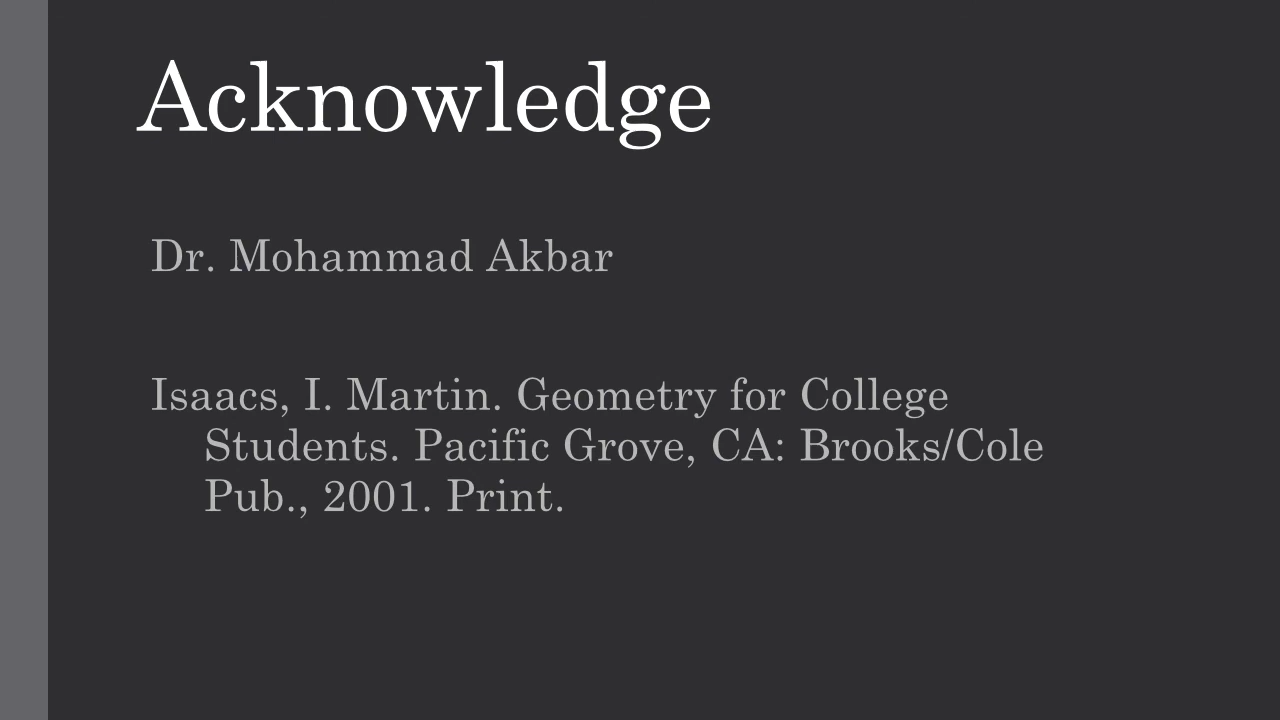 Acknowledge
Dr. Mohammad Akbar
Isaacs, I. Martin. Geometry for College
Students. Pacific Grove, CA: Brooks/Cole
Pub., 2001. Print.